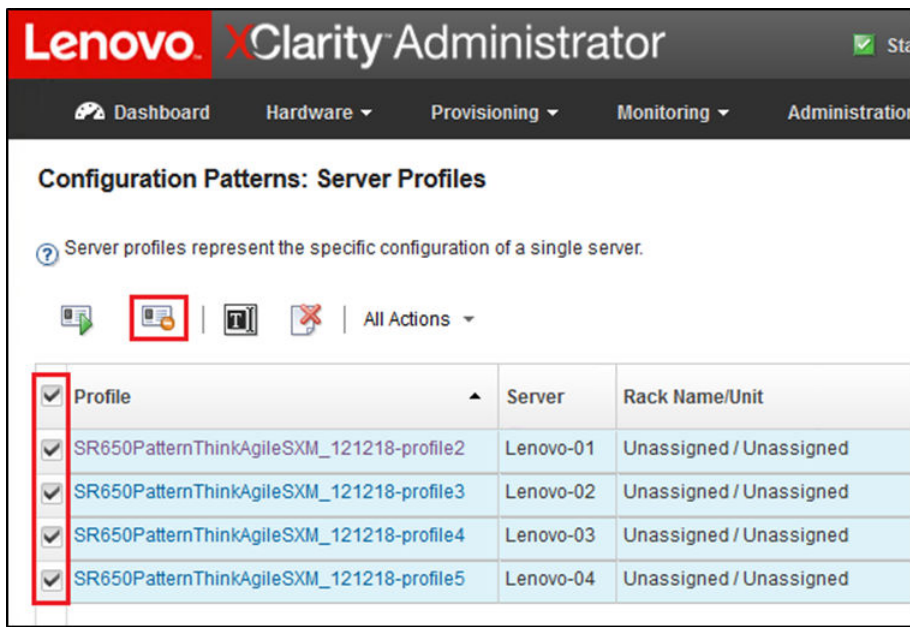 Lenovo. XClarity Administrator Sta
Dashboard Hardware Provisioning Monitoring Administration
Configuration Patterns: Server Profiles
? Server profiles represent the specific configuration of a single server.
T All Actions
Profile Server Rack Name/Unit
SR650PatternThinkAgileSXM_121218-profile2 Lenovo-01 Unassigned / Unassigned
SR650PatternThinkAgileSXM_121218-profile3 Lenovo-02 Unassigned / Unassigned
SR650PatternThinkAgileSXM_121218-profile4 Lenovo-03 Unassigned / Unassigned
SR650PatternThinkAgileSXM_121218-profile5 Lenovo-04 Unassigned / Unassigned